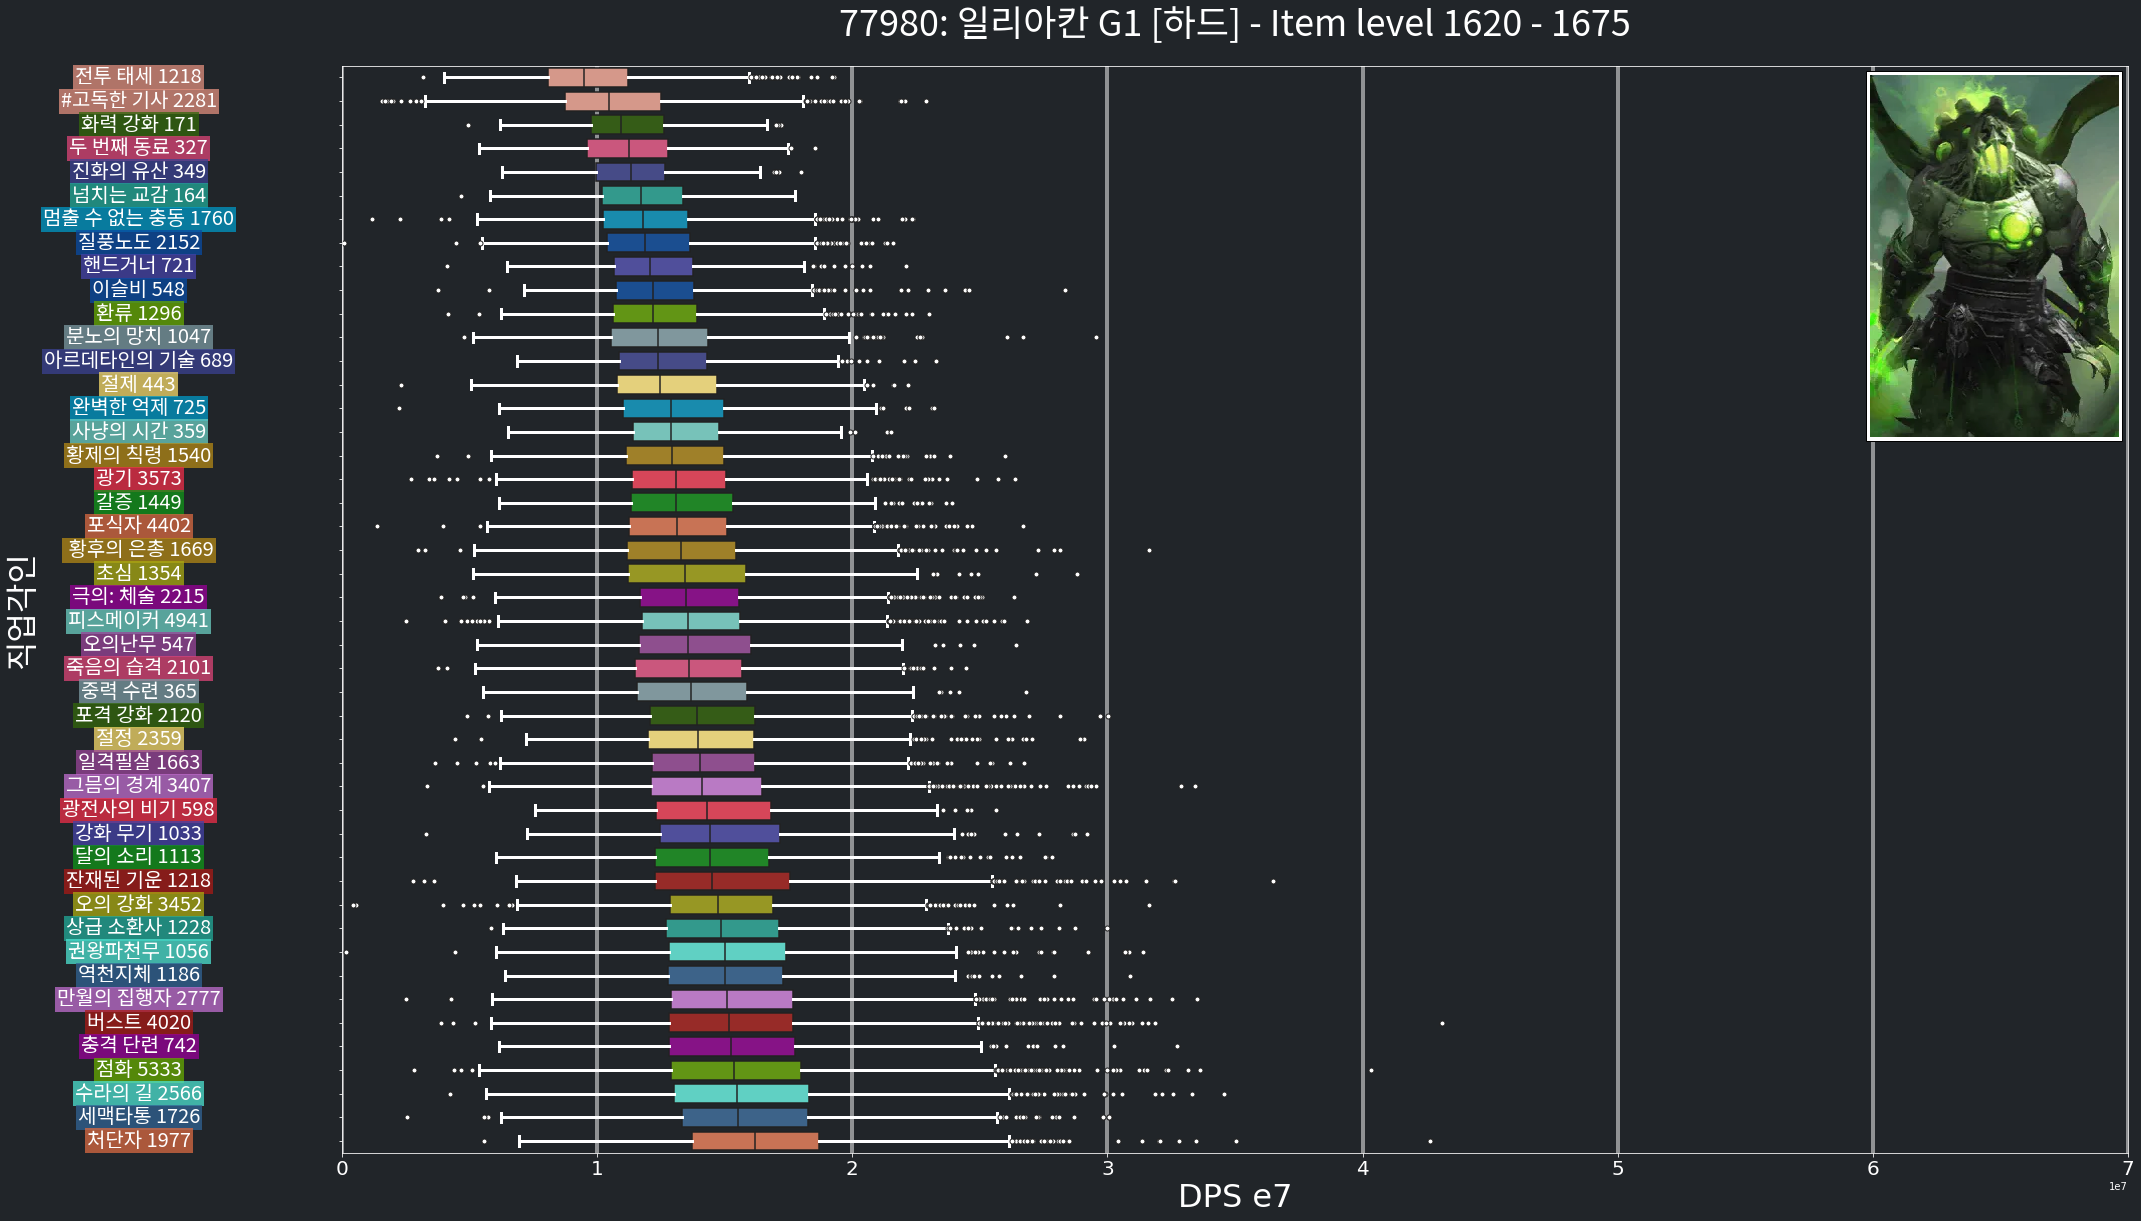 77980: 일리아칸 G1 [하드] - Item level 1620 - 1675
직업각인
전투 태세 1218
#고독한 기사 2281
화력 강화 171
두 번째 동료 327
진화의 유산 349
넘치는 교감 164
멈출 수 없는 충동 1760
질풍노도 2152
핸드거너 721
이슬비 548
환류 1296
분노의 망치 1047
아르데타인의 기술 689
절제 443
완벽한 억제 725
사냥의 시간 359
황제의 칙령 1540
광기 3573
갈증 1449
포식자 4402
황후의 은총 1669
초심 1354
극의: 체술 2215
피스메이커 4941
오의난무 547
죽음의 습격 2101
중력 수련 365
포격 강화 2120
절정 2359
일격필살 1663
그믐의 경계 3407
광전사의 비기 598
강화 무기 1033
달의 소리 1113
잔재된 기운 1218
오의 강화 3452
상급 소환사 1228
권왕파천무 1056
역천지체 1186
만월의 집행자 2777
버스트 4020
충격 단련 742
점화 5333
수라의 길 2566
세맥타통 1726
처단자 1977
0 1 2 3 4 5 6 7
1e7
DPS e7